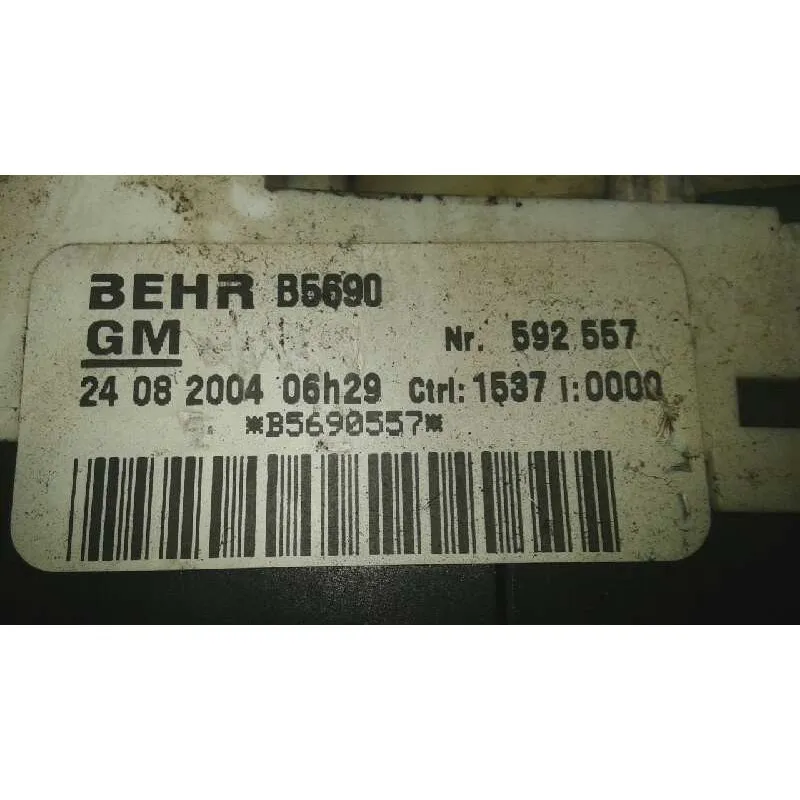 BEHR B5690
GM Nr. 592 557
24 08 2004 06h29 Ctrl: 1537 I:0000
*B5690557*